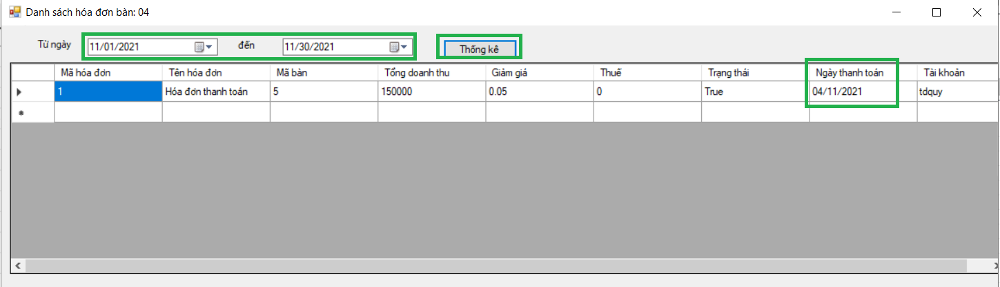 Danh sách hóa đơn bàn: 04
Từ ngày 11/01/2021 đến 11/30/2021 Thống kê
Mã hóa đơn Tên hóa đơn Mã bàn Tổng doanh thu Giảm giá Thuế Trạng thái Ngày thanh toán Tài khoản
1 Hóa đơn thanh toán 5 150000 0.05 0 True 04/11/2021 tdquy